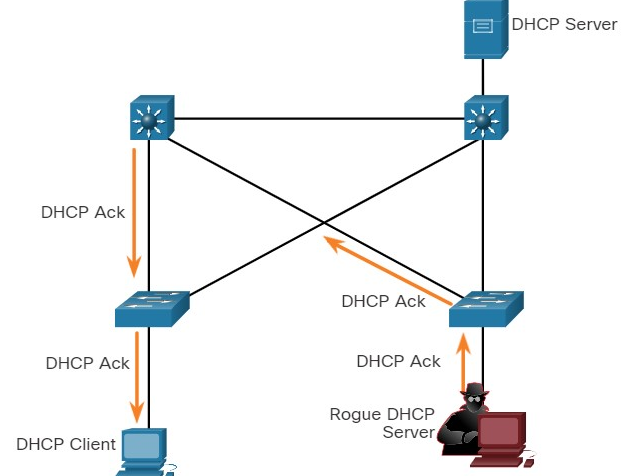 DHCP Server
DHCP Ack
DHCP Ack
DHCP Ack
DHCP Ack
Rogue DHCP
Server
DHCP Client